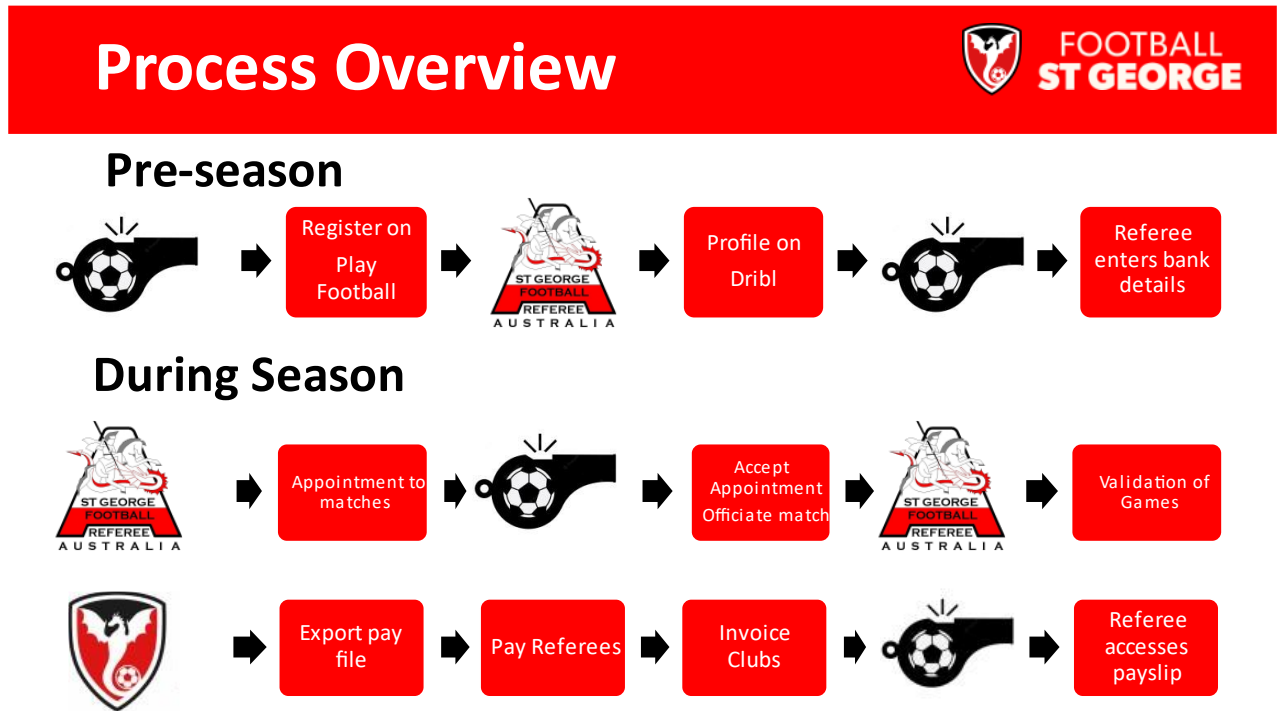 Process Overview
FOOTBALL
ST GEORGE
Pre-season
Register on
Play
Football
ST GEORGE
FOOTBALL
REFEREE
AUSTRALIA
Profile on
Dribl
Referee
enters bank
details
During Season
ST GEORGE
FOOTBALL
REFEREE
AUSTRALIA
Appointment to
matches
Accept
Appointment
Officiate match
ST GEORGE
FOOTBALL
REFEREE
AUSTRALIA
Validation of
Games
Export pay
file
Pay Referees
Invoice
Clubs
Referee
accesses
payslip